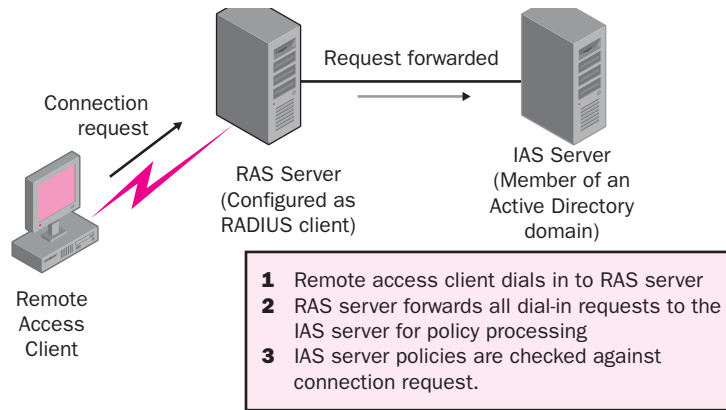 Request forwarded
Connection
request
RAS Server
(Configured as
RADIUS client)
IAS Server
(Member of an
Active Directory
domain)
Remote
Access
Client
1 Remote access client dials in to RAS server
2 RAS server forwards all dial-in requests to the
IAS server for policy processing
3 IAS server policies are checked against
connection request.